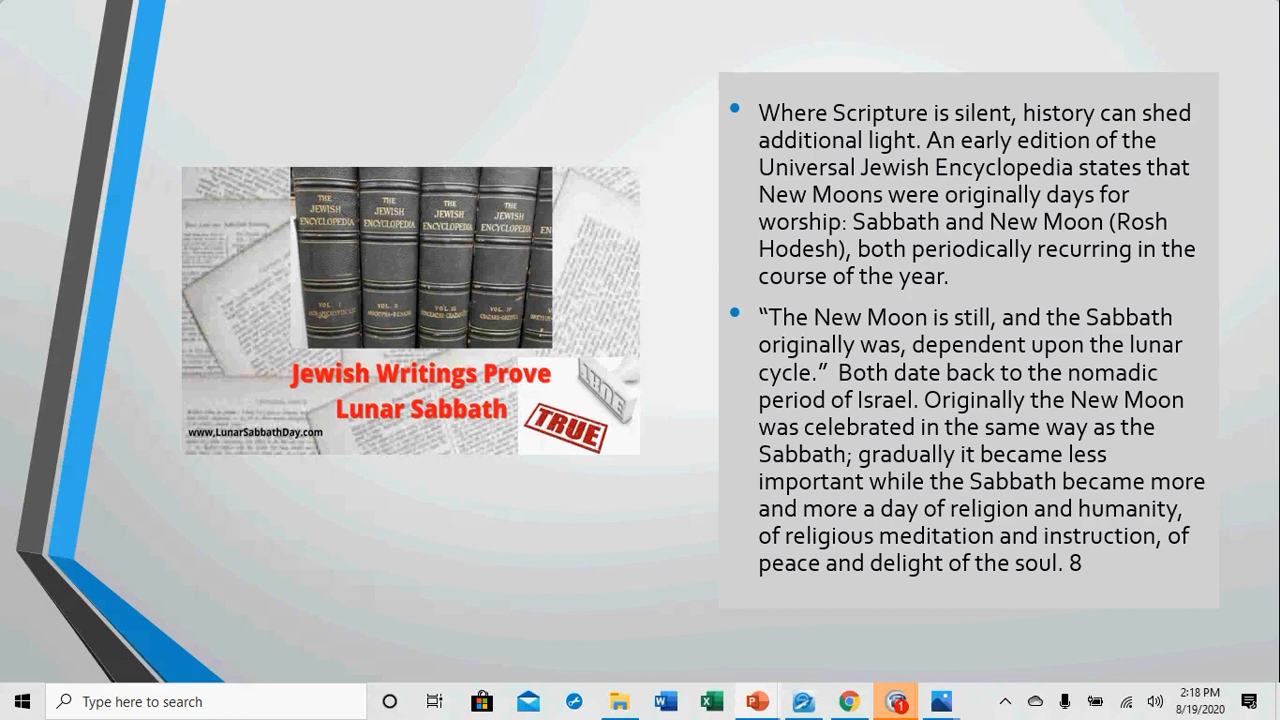 Where Scripture is silent, history can shed
additional light. An early edition of the
Universal Jewish Encyclopedia states that
New Moons were originally days for
worship: Sabbath and New Moon (Rosh
Hodesh), both periodically recurring in the
course of the year.
“The New Moon is still, and the Sabbath
originally was, dependent upon the lunar
cycle.” Both date back to the nomadic
period of Israel. Originally the New Moon
was celebrated in the same way as the
Sabbath; gradually it became less
important while the Sabbath became more
and more a day of religion and humanity,
of religious meditation and instruction, of
peace and delight of the soul. 8
THE JEWISH ENCYCLOPEDIA
THE JEWISH ENCYCLOPEDIA
THE JEWISH ENCYCLOPEDIA
THE JEWISH ENCYCLOPEDIA
EN
VOL. I
Jewish Writings Prove
Lunar Sabbath
www.LunarSabbathDay.com
TRUE
Type here to search
2:18 PM
8/19/2020
1